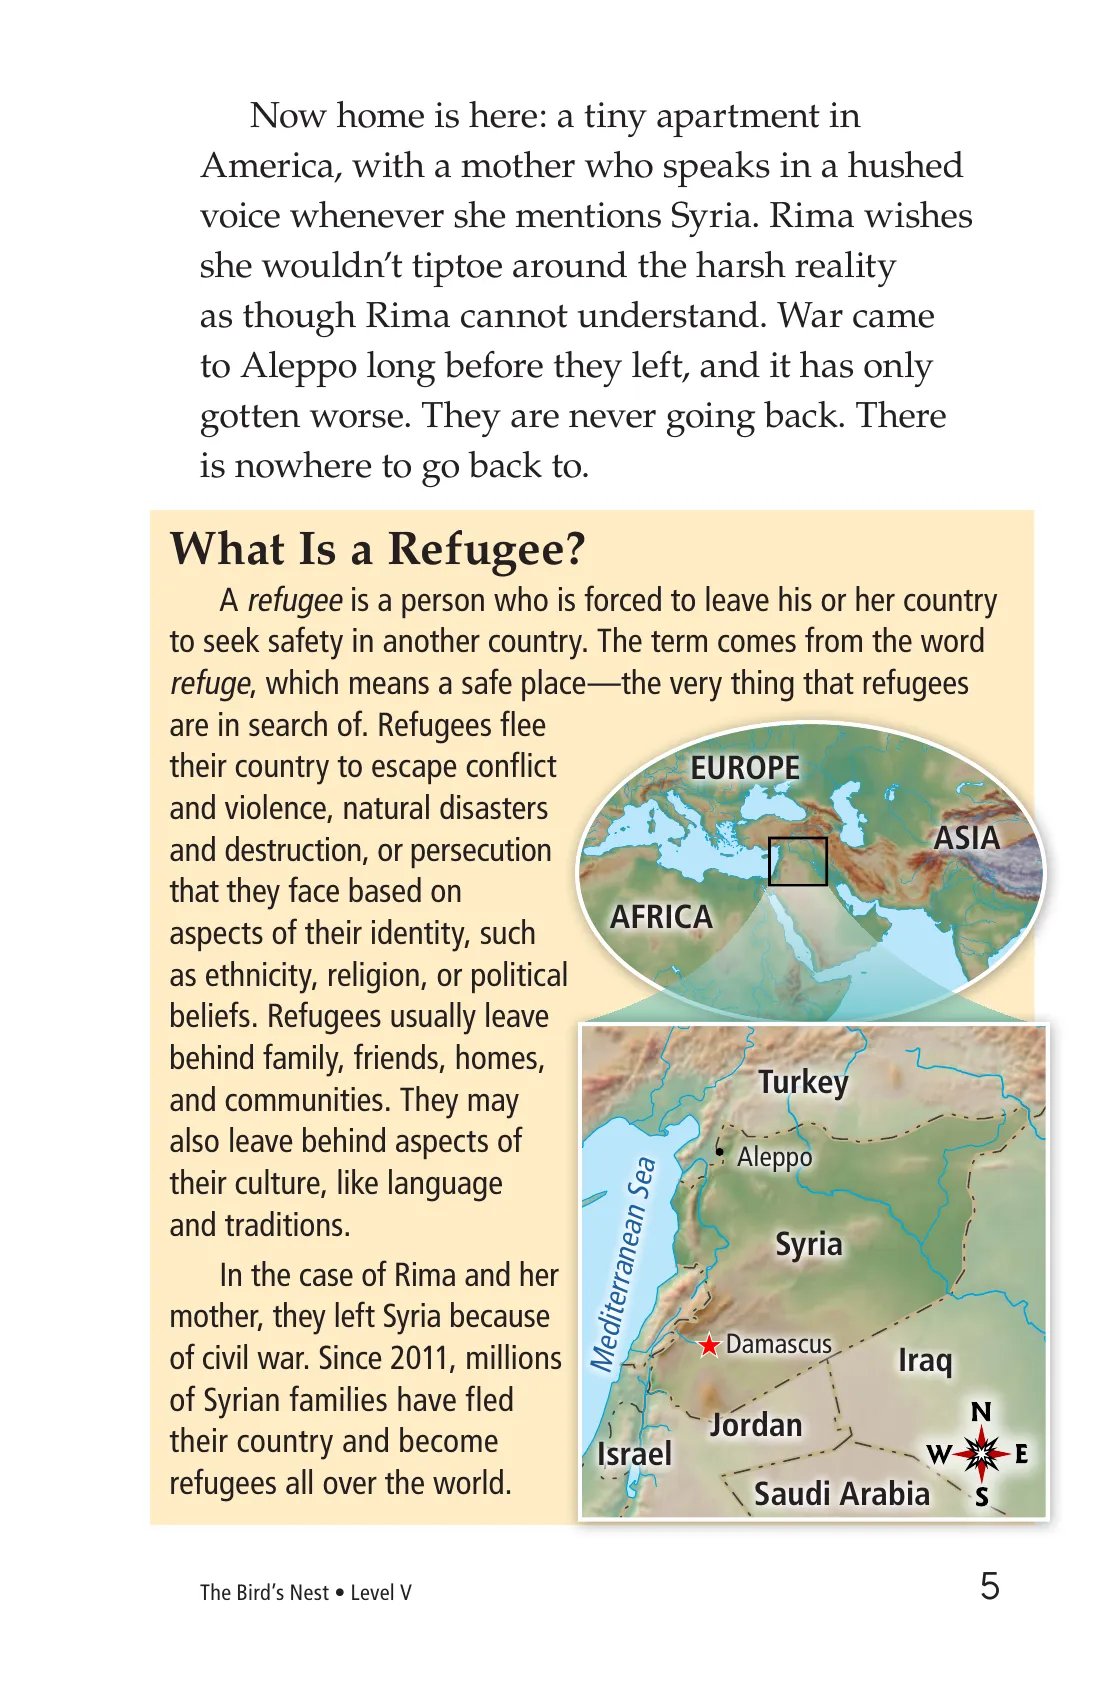 Now home is here: a tiny apartment in
America, with a mother who speaks in a hushed
voice whenever she mentions Syria. Rima wishes
she wouldn’t tiptoe around the harsh reality
as though Rima cannot understand. War came
to Aleppo long before they left, and it has only
gotten worse. They are never going back. There
is nowhere to go back to.
What Is a Refugee?
A refugee is a person who is forced to leave his or her country
to seek safety in another country. The term comes from the word
refuge, which means a safe place—the very thing that refugees
are in search of. Refugees flee
their country to escape conflict
and violence, natural disasters
and destruction, or persecution
that they face based on
aspects of their identity, such
as ethnicity, religion, or political
beliefs. Refugees usually leave
behind family, friends, homes,
and communities. They may
also leave behind aspects of
their culture, like language
and traditions.
In the case of Rima and her
mother, they left Syria because
of civil war. Since 2011, millions
of Syrian families have fled
their country and become
refugees all over the world.
EUROPE
ASIA
AFRICA
Turkey
Aleppo
Mediterranean Sea
Syria
Damascus
Iraq
Jordan
Israel
Saudi Arabia
N
W E
S
The Bird’s Nest • Level V
5